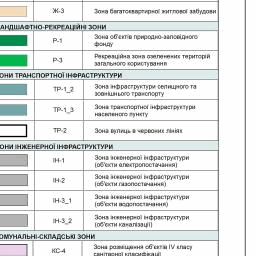 Ж-3 Зона багатоквартирної житлової забудови
АНДШАФТНО-РЕКРЕАЦІЙНІ ЗОНИ
Р-1 Зона об'єктів природно-заповідного
фонду
Р-3 Рекреаційна зона озеленених територій
загального користування
ОНИ ТРАНСПОРТНОЇ ІНФРАСТРУКТУРИ
ТР-1_2 Зона інфраструктури селищного та
зовнішнього транспорту
ТР-1_3 Зона транспортної інфраструктури
населеного пункту
ТР-2 Зона вулиць в червоних лініях
ОНИ ІНЖЕНЕРНОЇ ІНФРАСТРУКТУРИ
ІН-1 Зона інженерної інфраструктури
(об'єкти електропостачання)
ІН-2 Зона інженерної інфраструктури
(об'єкти газопостачання)
ІН-3_1 Зона інженерної інфраструктури
(об'єкти водопостачання)
ІН-3_2 Зона інженерної інфраструктури
(об'єкти каналізації)
ОМУНАЛЬНО-СКЛАДСЬКІ ЗОНИ
КС-4 Зона розміщення об'єктів IV класу
санітарної класифікації